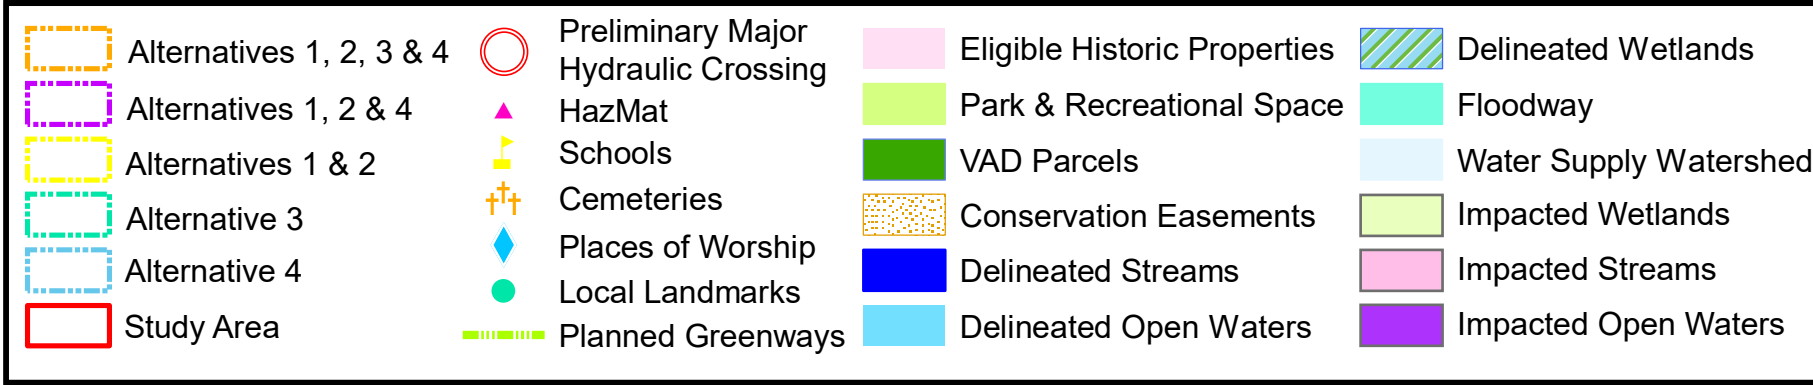 Alternatives 1, 2, 3 & 4
Alternatives 1, 2 & 4
Alternatives 1 & 2
Alternative 3
Alternative 4
Study Area
Preliminary Major
Hydraulic Crossing
HazMat
Schools
Cemeteries
Places of Worship
Local Landmarks
Planned Greenways
Eligible Historic Properties
Park & Recreational Space
VAD Parcels
Conservation Easements
Delineated Streams
Delineated Open Waters
Delineated Wetlands
Floodway
Water Supply Watershed
Impacted Wetlands
Impacted Streams
Impacted Open Waters